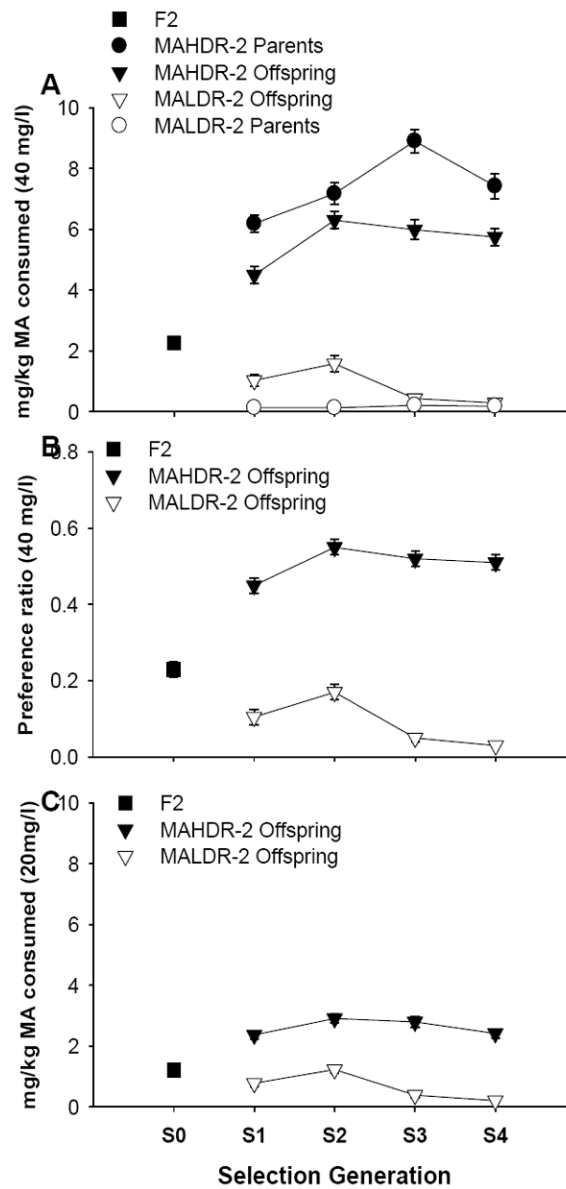 F2
MAHDR-2 Parents
MAHDR-2 Offspring
MALDR-2 Offspring
MALDR-2 Parents
A
mg/kg MA consumed (40 mg/l)
10
8
6
4
2
0
B
F2
MAHDR-2 Offspring
MALDR-2 Offspring
Preference ratio (40 mg/l)
0.8
0.6
0.4
0.2
0.0
C
F2
MAHDR-2 Offspring
MALDR-2 Offspring
mg/kg MA consumed (20mg/l)
10
8
6
4
2
0
S0 S1 S2 S3 S4
Selection Generation